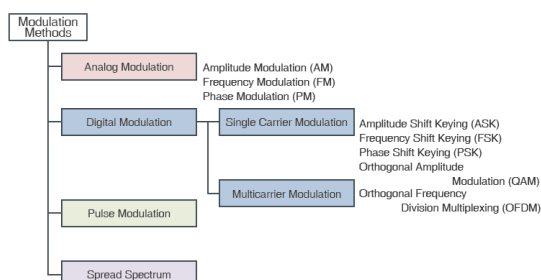 Modulation
Methods
Analog Modulation
Amplitude Modulation (AM)
Frequency Modulation (FM)
Phase Modulation (PM)
Digital Modulation
Single Carrier Modulation
Amplitude Shift Keying (ASK)
Frequency Shift Keying (FSK)
Phase Shift Keying (PSK)
Orthogonal Amplitude
Modulation (QAM)
Multicarrier Modulation
Orthogonal Frequency
Division Multiplexing (OFDM)
Pulse Modulation
Spread Spectrum